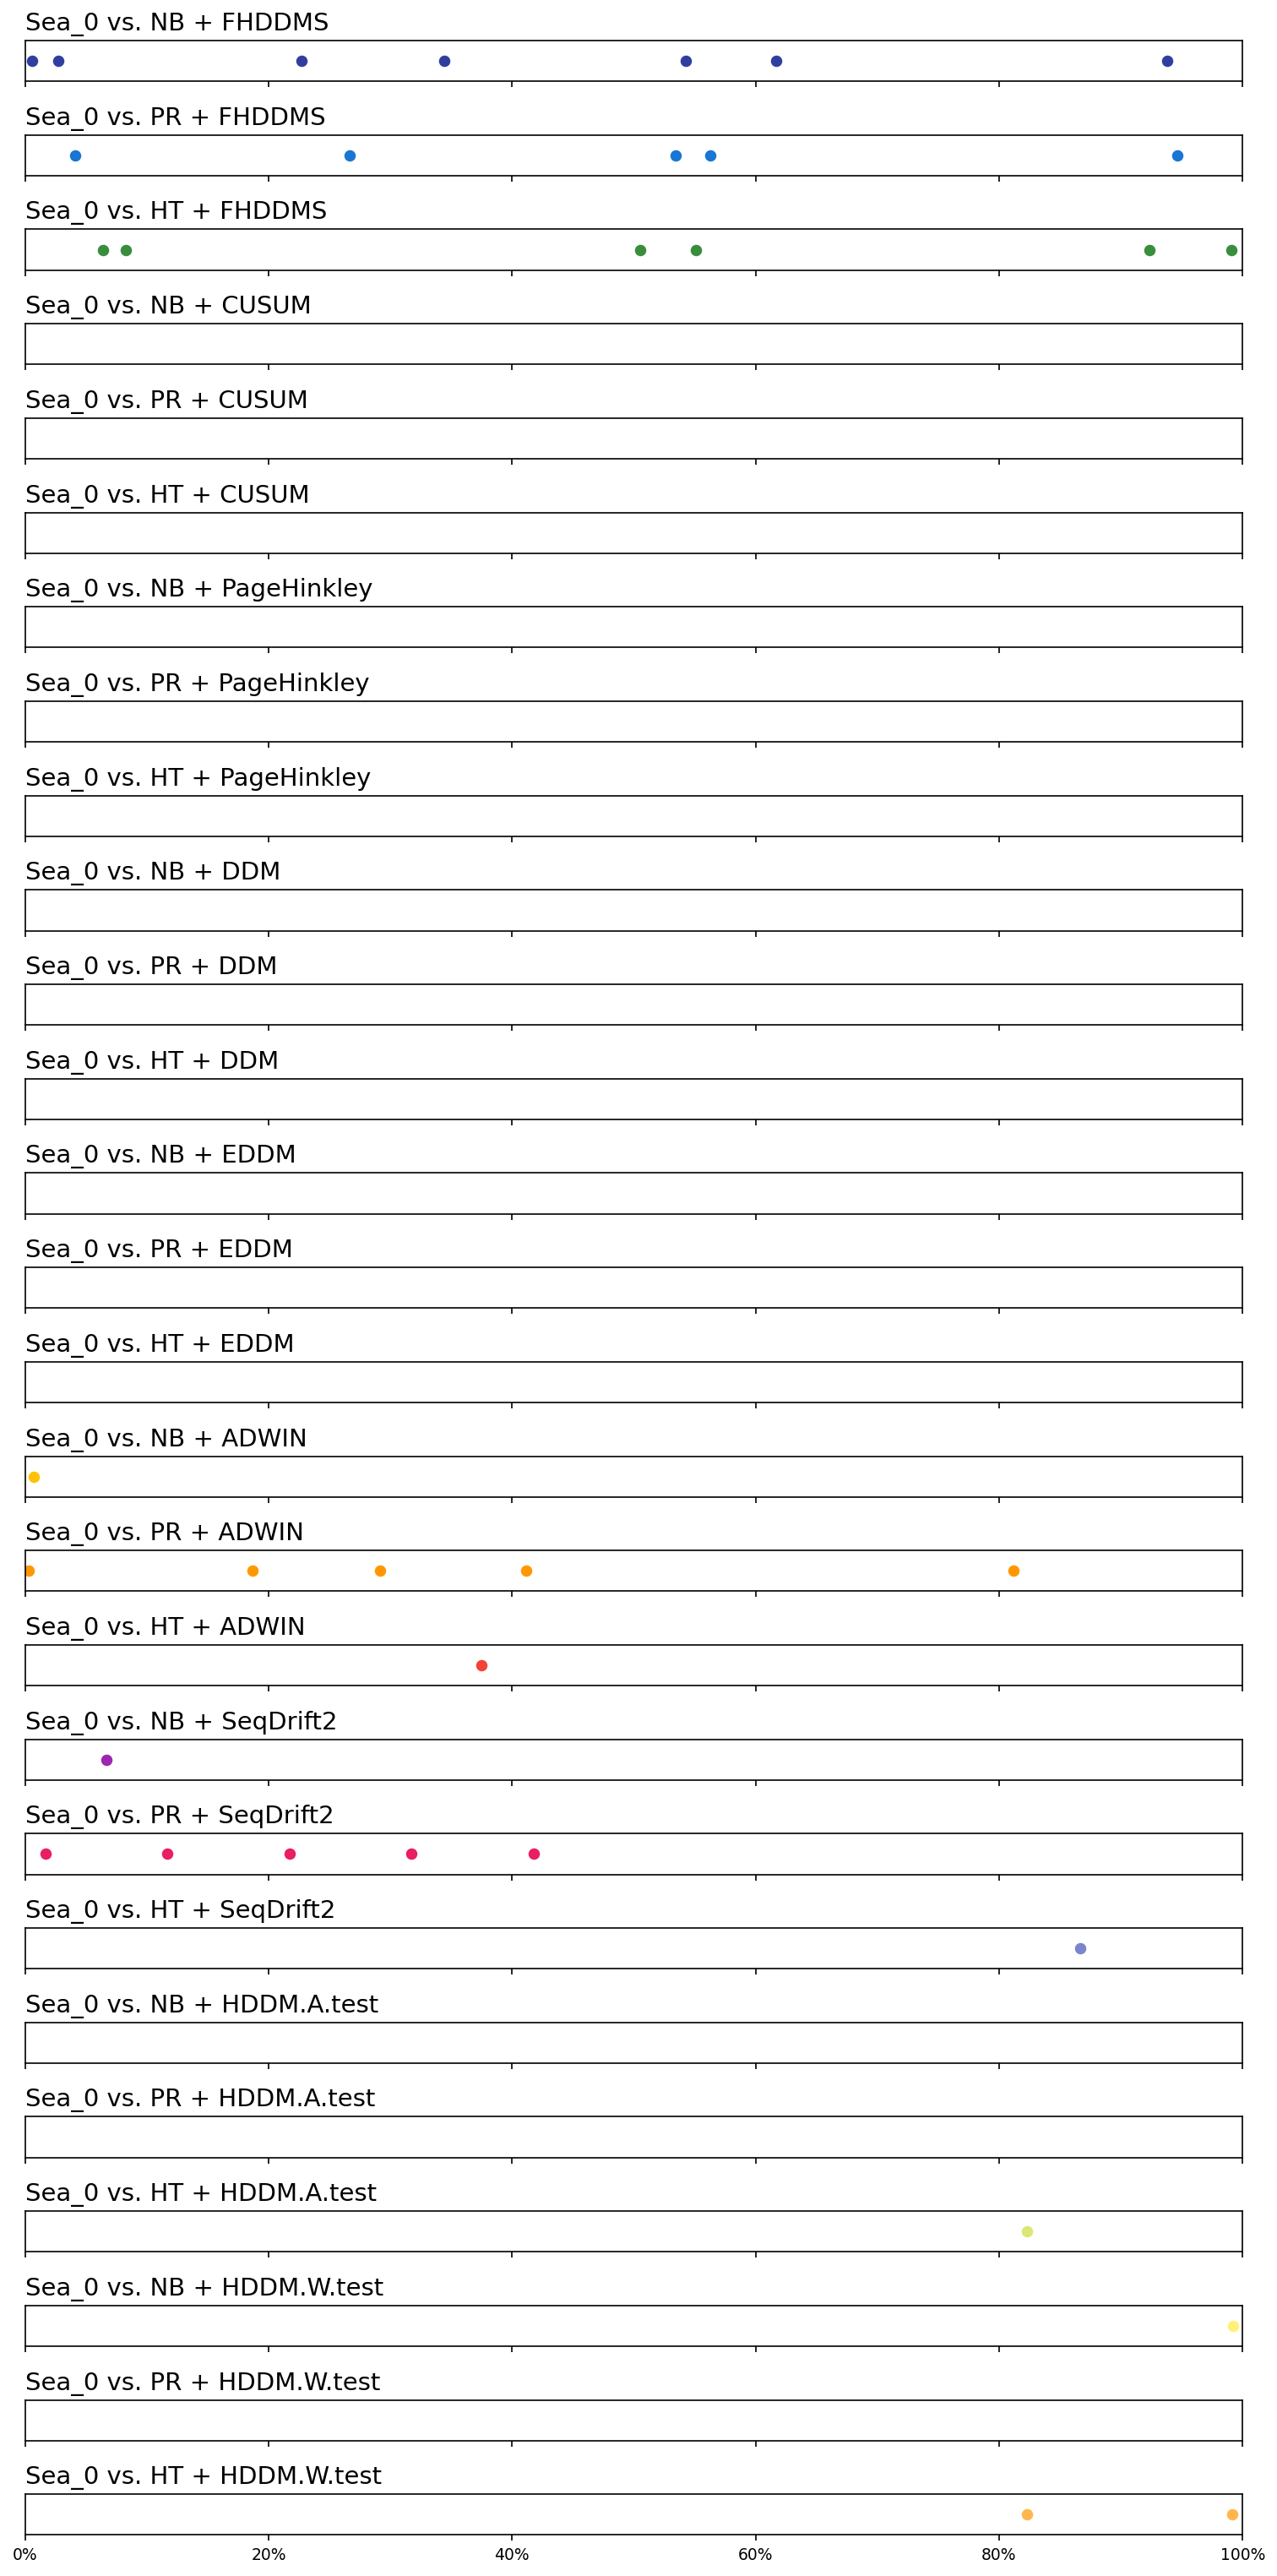 Sea_0 vs. NB + FHDDMS
Sea_0 vs. PR + FHDDMS
Sea_0 vs. HT + FHDDMS
Sea_0 vs. NB + CUSUM
Sea_0 vs. PR + CUSUM
Sea_0 vs. HT + CUSUM
Sea_0 vs. NB + PageHinkley
Sea_0 vs. PR + PageHinkley
Sea_0 vs. HT + PageHinkley
Sea_0 vs. NB + DDM
Sea_0 vs. PR + DDM
Sea_0 vs. HT + DDM
Sea_0 vs. NB + EDDM
Sea_0 vs. PR + EDDM
Sea_0 vs. HT + EDDM
Sea_0 vs. NB + ADWIN
Sea_0 vs. PR + ADWIN
Sea_0 vs. HT + ADWIN
Sea_0 vs. NB + SeqDrift2
Sea_0 vs. PR + SeqDrift2
Sea_0 vs. HT + SeqDrift2
Sea_0 vs. NB + HDDM.A.test
Sea_0 vs. PR + HDDM.A.test
Sea_0 vs. HT + HDDM.A.test
Sea_0 vs. NB + HDDM.W.test
Sea_0 vs. PR + HDDM.W.test
Sea_0 vs. HT + HDDM.W.test
0% 20% 40% 60% 80% 100%